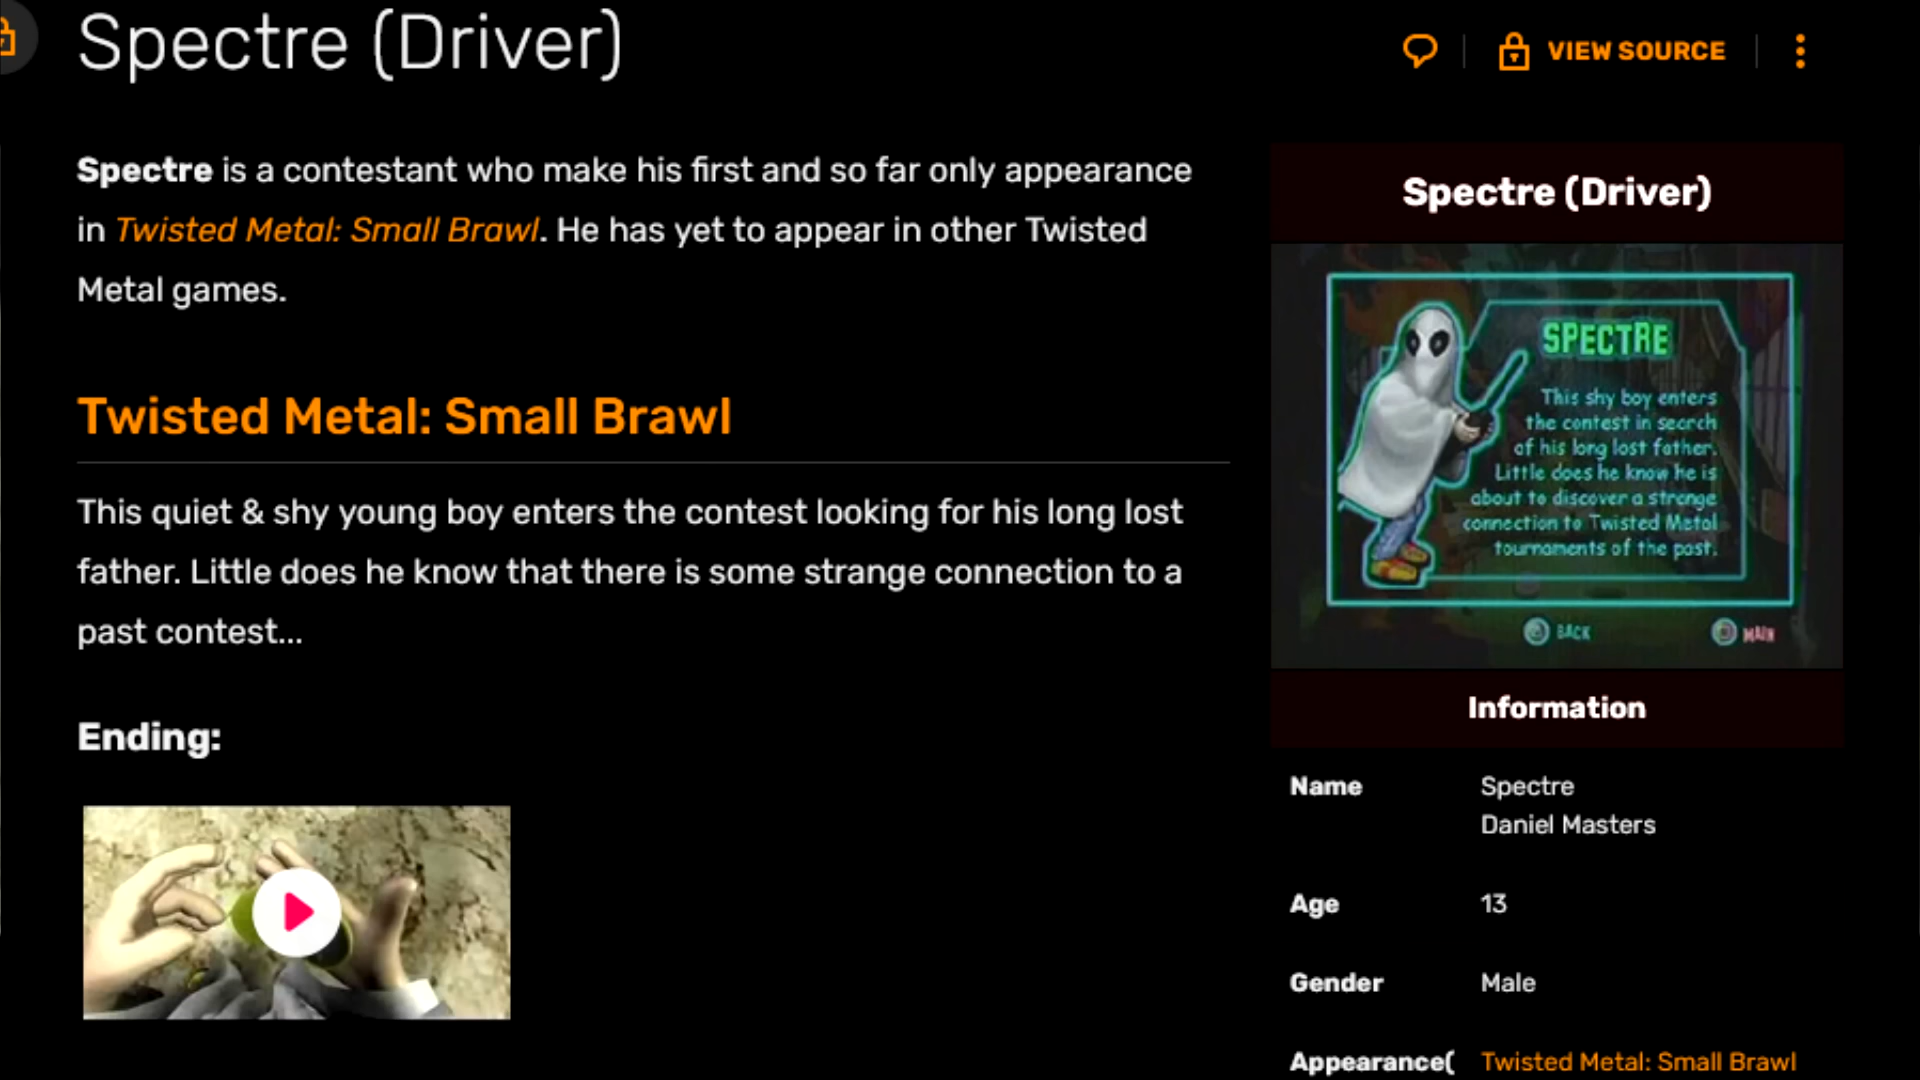 Spectre (Driver)
VIEW SOURCE
Spectre is a contestant who make his first and so far only appearance
in Twisted Metal: Small Brawl. He has yet to appear in other Twisted
Metal games.
Twisted Metal: Small Brawl
This quiet & shy young boy enters the contest looking for his long lost
father. Little does he know that there is some strange connection to a
past contest...
Ending:
Spectre (Driver)
SPECTRE
This shy boy enters
the contest in search
of his long lost father.
Little does he know he is
about to discover a strange
connection to Twisted Metal
tournaments of the past.
BACK
MAIN
Information
Name
Spectre
Daniel Masters
Age
13
Gender
Male
Appearance(
Twisted Metal: Small Brawl